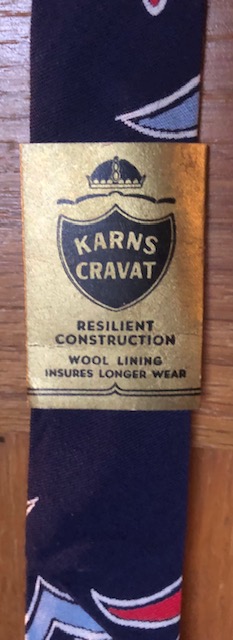 KARNS
CRAVAT
RESILIENT
CONSTRUCTION
WOOL LINING
INSURES LONGER WEAR